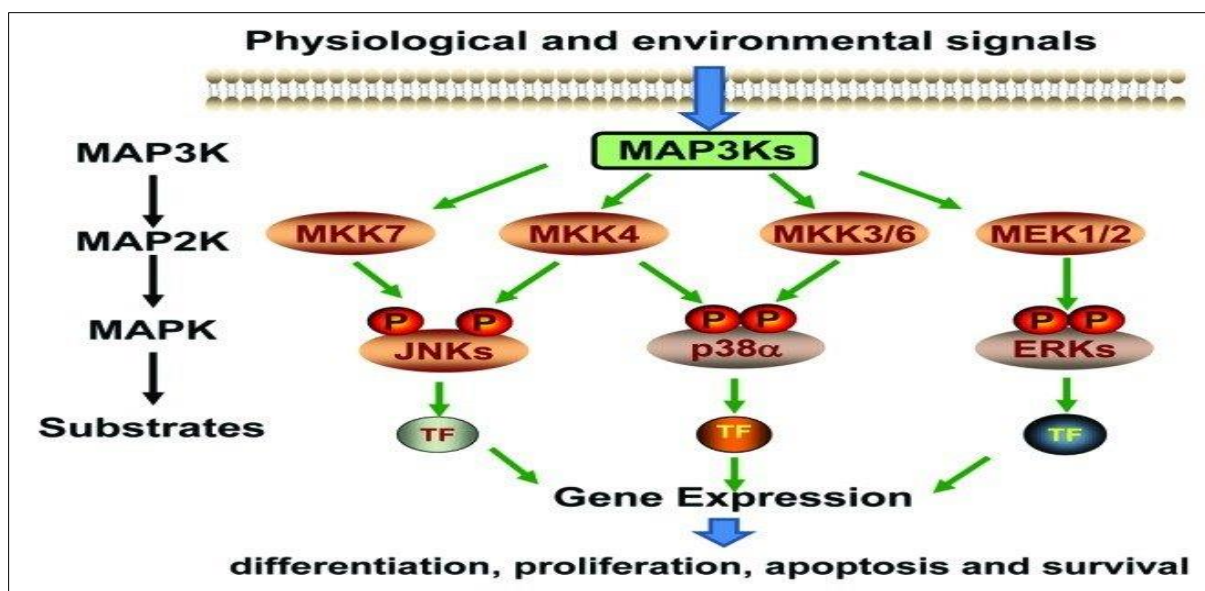 Physiological and environmental signals
MAP3K
MAP3Ks
MAP2K
MKK7
MKK4
MKK3/6
MEK1/2
MAPK
P
P
P
P
P
P
JNKs
p38α
ERKs
Substrates
TF
TF
TF
Gene Expression
differentiation, proliferation, apoptosis and survival